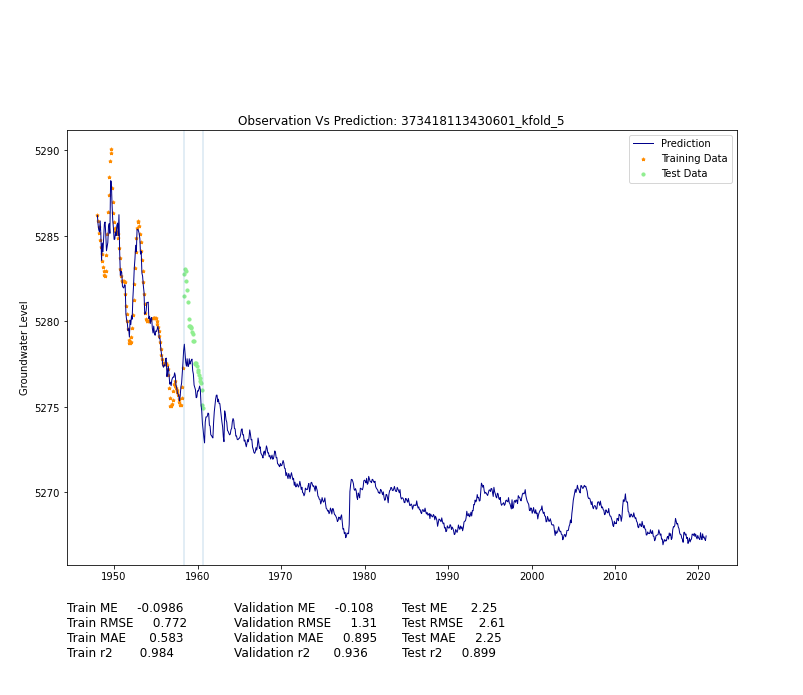 Observation Vs Prediction: 373418113430601_kfold_5
Prediction
Training Data
Test Data
5290
5285
5280
5275
5270
Groundwater Level
1950 1960 1970 1980 1990 2000 2010 2020
Train ME -0.0986 Validation ME -0.108 Test ME 2.25
Train RMSE 0.772 Validation RMSE 1.31 Test RMSE 2.61
Train MAE 0.583 Validation MAE 0.895 Test MAE 2.25
Train r2 0.984 Validation r2 0.936 Test r2 0.899